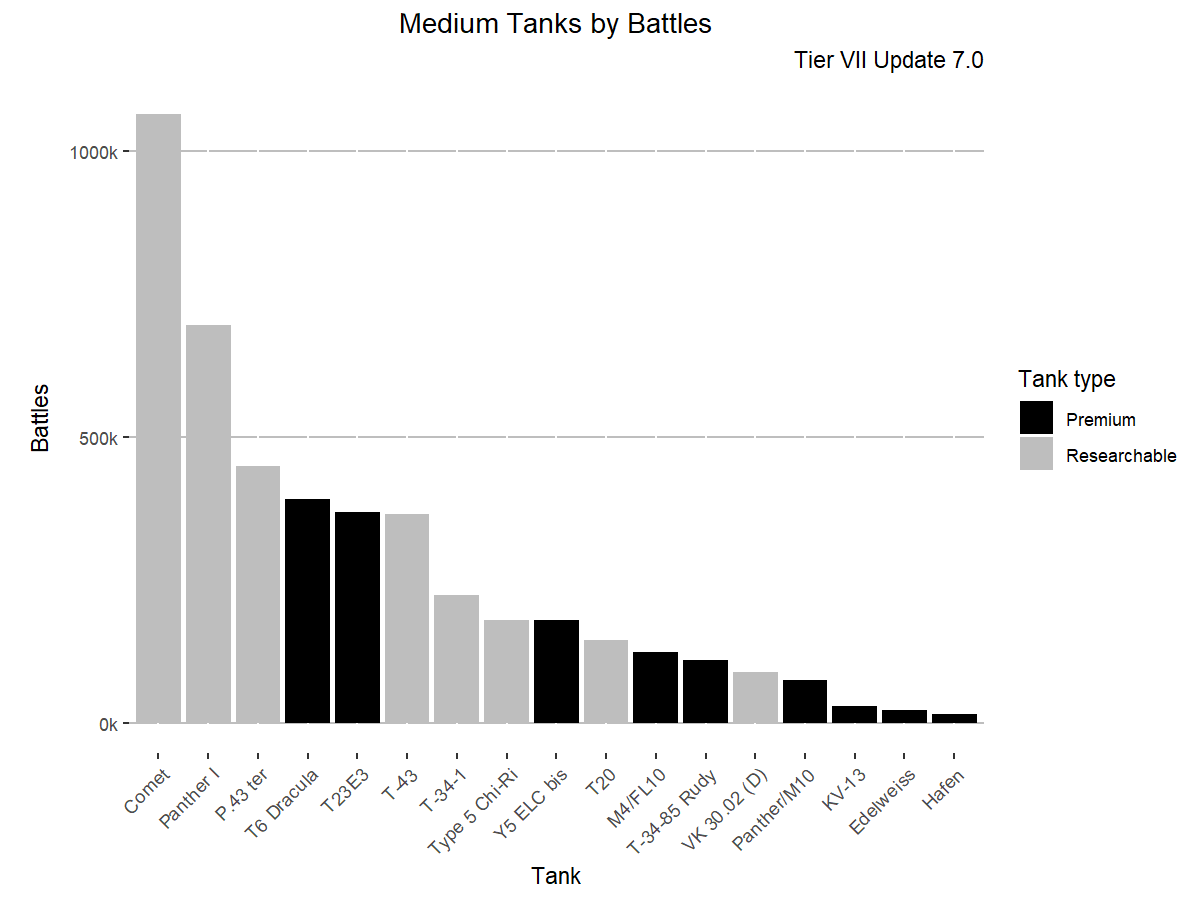 Medium Tanks by Battles
Tier VII Update 7.0
1000k
500k
0k
Battles
Comet
Panther I
P.43 ter
T6 Dracula
T23E3
T-43
T-34-1
Type 5 Chi-Ri
Y5 ELC bis
T20
M4/FL10
T-34-85 Rudy
VK 30.02 (D)
Panther/M10
KV-13
Edelweiss
Hafen
Tank
Tank type
Premium
Researchable